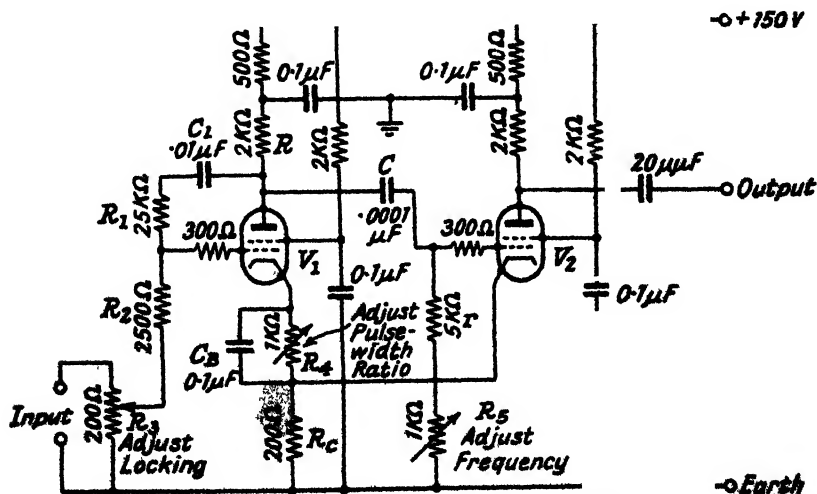 +150V
500Ω
0·1μF
0·1μF
500Ω
C1
·01μF
2KΩ
R
2KΩ
2KΩ
2KΩ
20μμF
R1
25KΩ
C
·0001
μF
Output
300Ω
V1
300Ω
V2
R2
2500Ω
0·1μF
0·1μF
Adjust
Pulse-
width
Ratio
1KΩ
R4
5KΩ
r
CB
0·1μF
Input
200Ω
R3
Adjust
Locking
200Ω
Rc
1KΩ
R5
Adjust
Frequency
Earth